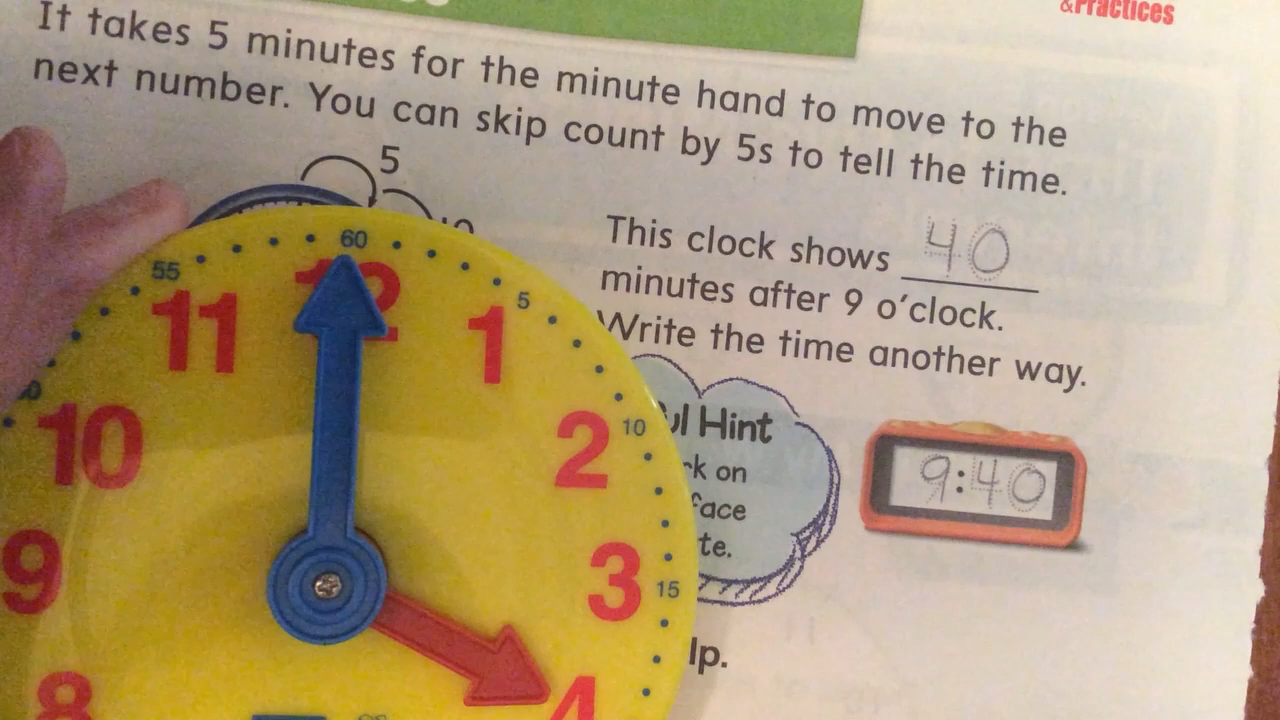 &Practices
It takes 5 minutes for the minute hand to move to the
next number. You can skip count by 5s to tell the time.
5
This clock shows 40
minutes after 9 o'clock.
Write the time another way.
Hint
on
9:40
60
55
5
10
15
12
11
1
10
2
9
3
8
4